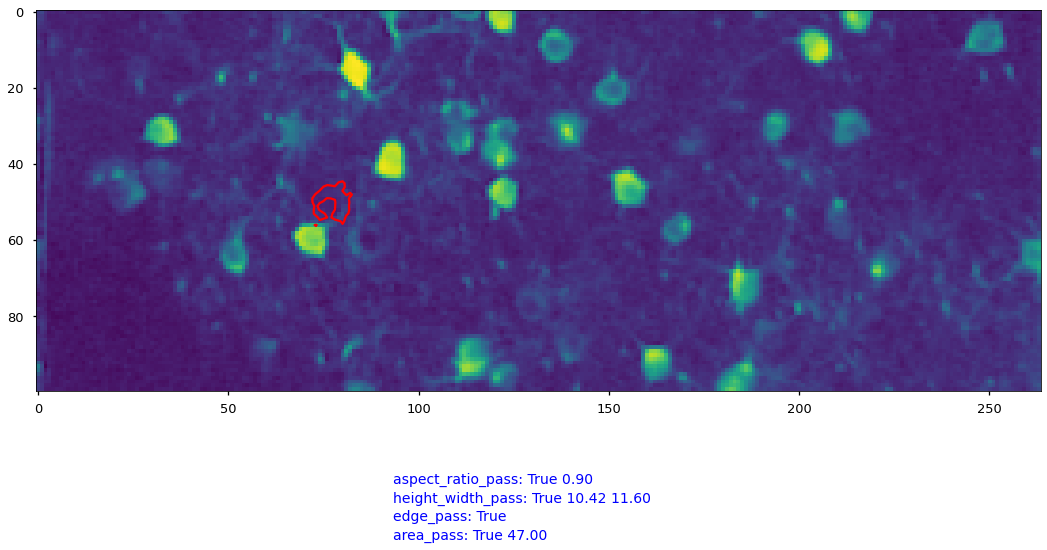 0
20
40
60
80
0 50 100 150 200 250
aspect_ratio_pass: True 0.90
height_width_pass: True 10.42 11.60
edge_pass: True
area_pass: True 47.00